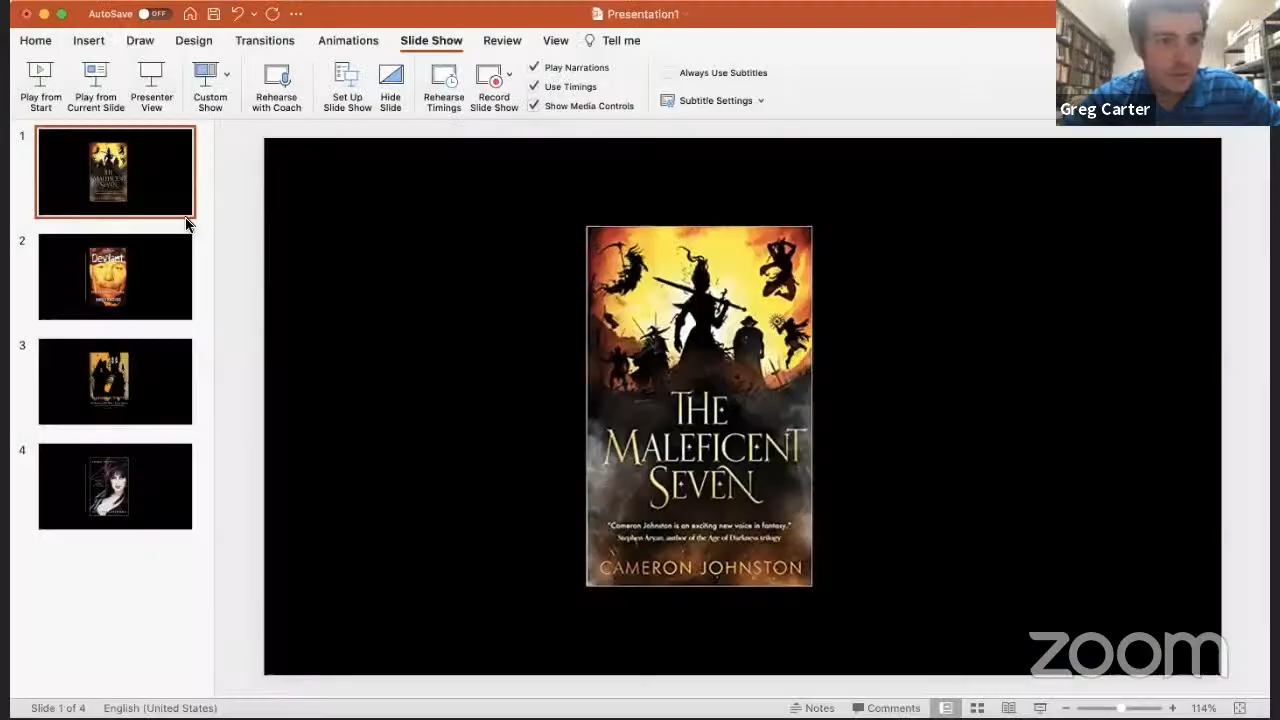 AutoSave OFF
Presentation1
Home Insert Draw Design Transitions Animations Slide Show Review View Tell me
Play from Start
Play from Current Slide
Presenter View
Custom Show
Rehearse with Coach
Set Up Slide Show
Hide Slide
Rehearse Timings
Record Slide Show
Play Narrations
Use Timings
Show Media Controls
Always Use Subtitles
Subtitle Settings
Greg Carter
1
THE MALEFICENT SEVEN
2
Deviant
3
4
THE
MALEFICENT
SEVEN
"Cameron Johnston is an exciting new voice in fantasy."
Stephen Aryan, author of the Age of Darkness trilogy
CAMERON JOHNSTON
zoom
Slide 1 of 4 English (United States) Notes Comments 114%